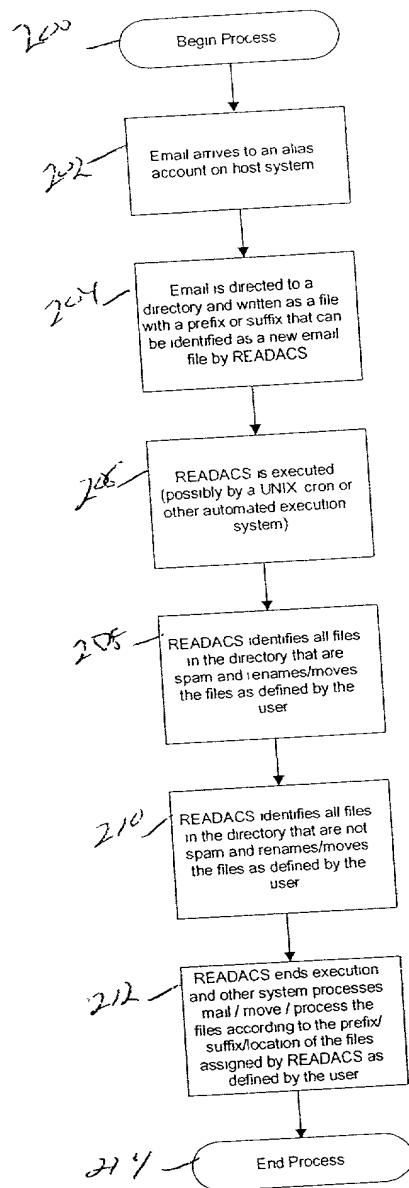 200
Begin Process
202
Email arrives to an alias
account on host system
204
Email is directed to a
directory and written as a file
with a prefix or suffix that can
be identified as a new email
file by READACS
206
READACS is executed
(possibly by a UNIX cron or
other automated execution
system)
208
READACS identifies all files
in the directory that are
spam and renames/moves
the files as defined by the
user
210
READACS identifies all files
in the directory that are not
spam and renames/moves
the files as defined by the
user
212
READACS ends execution
and other system processes
mail / move / process the
files according to the prefix/
suffix/location of the files
assigned by READACS as
defined by the user
214
End Process